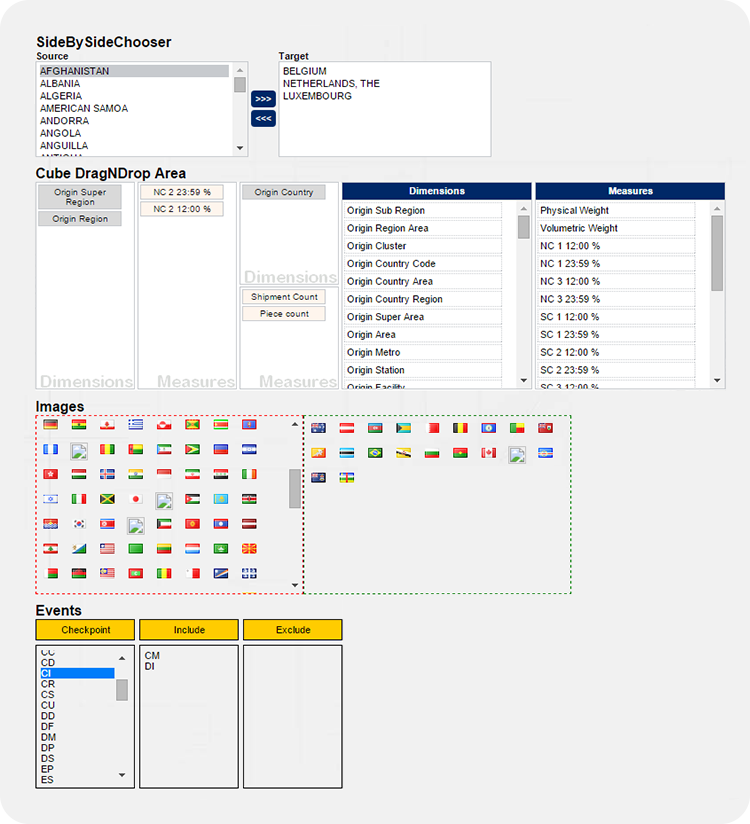 SideBySideChooser
Source
AFGHANISTAN
ALBANIA
ALGERIA
AMERICAN SAMOA
ANDORRA
ANGOLA
ANGUILLA
>>>
<<<
Target
BELGIUM
NETHERLANDS, THE
LUXEMBOURG
Cube DragNDrop Area
Origin Super
Region
Origin Region
Dimensions
NC 2 23:59 %
NC 2 12:00 %
Measures
Origin Country
Dimensions
Shipment Count
Piece count
Measures
Dimensions
Origin Sub Region
Origin Region Area
Origin Cluster
Origin Country Code
Origin Country Area
Origin Country Region
Origin Super Area
Origin Area
Origin Metro
Origin Station
Origin Facility
Measures
Physical Weight
Volumetric Weight
NC 1 12:00 %
NC 1 23:59 %
NC 3 12:00 %
NC 3 23:59 %
SC 1 12:00 %
SC 1 23:59 %
SC 2 12:00 %
SC 2 23:59 %
SC 3 12:00 %
Images
Events
Checkpoint
CC
CD
CI
CR
CS
CU
DD
DF
DM
DP
DS
EP
ES
Include
CM
DI
Exclude